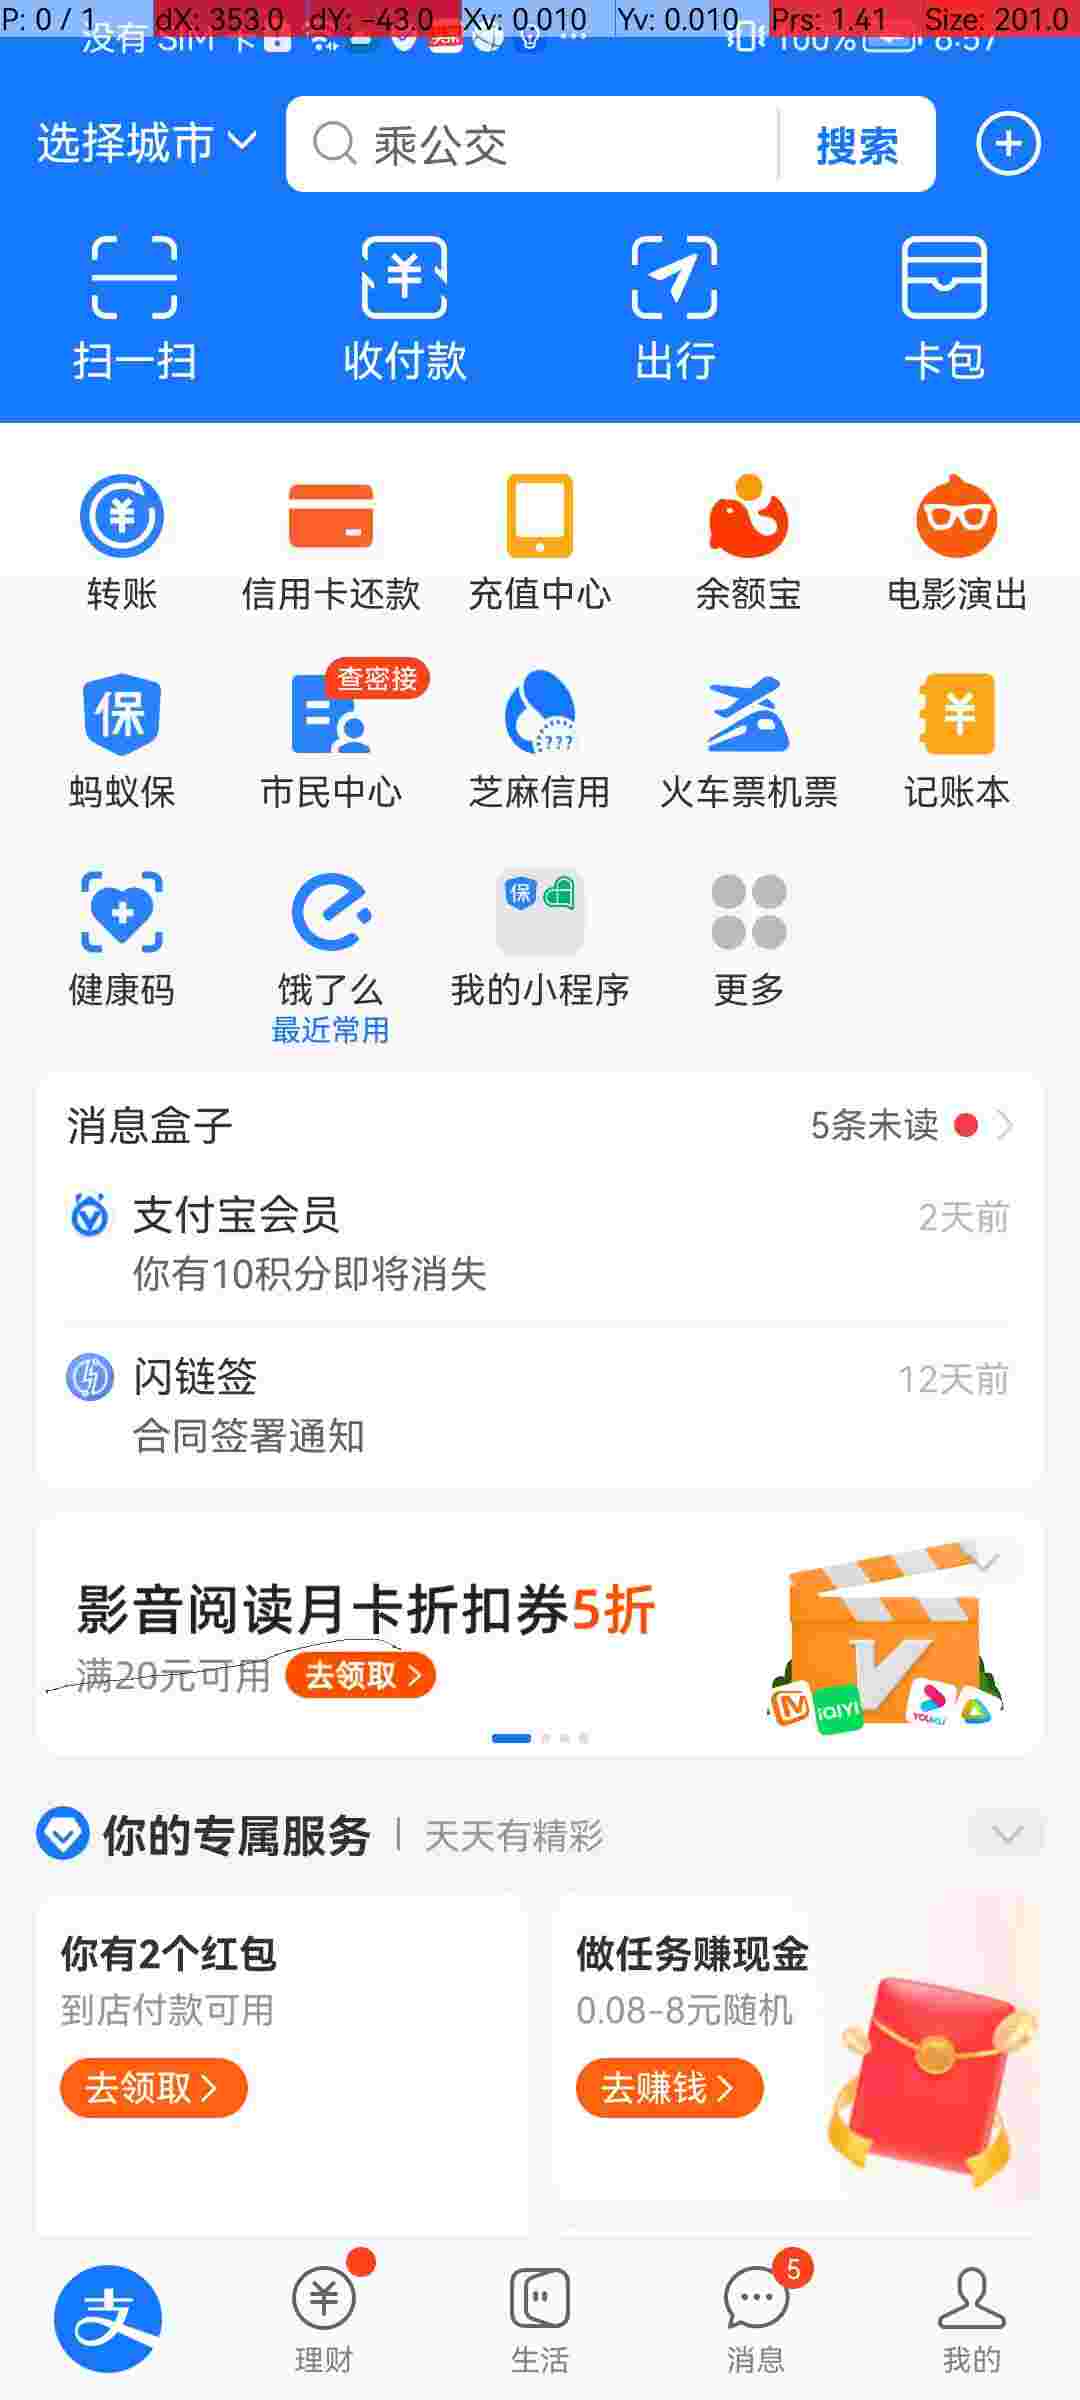 P: 0 / 1 dX: 353.0 dY: -43.0 Xv: 0.010 Yv: 0.010 Prs: 1.41 Size: 201.0
没有 SIM 卡 100% 8:57
选择城市 乘公交 搜索
扫一扫 收付款 出行 卡包
转账 信用卡还款 充值中心 余额宝 电影演出
保 查密接 ???
蚂蚁保 市民中心 芝麻信用 火车票机票 记账本
保
健康码 饿了么 我的小程序 更多
最近常用
消息盒子 5条未读
支付宝会员 2天前
你有10积分即将消失
闪链签 12天前
合同签署通知
影音阅读月卡折扣券5折
满20元可用 去领取
iQIYI YOUKU
你的专属服务 天天有精彩
你有2个红包 做任务赚现金
到店付款可用 0.08-8元随机
去领取 去赚钱
支 5
理财 生活 消息 我的